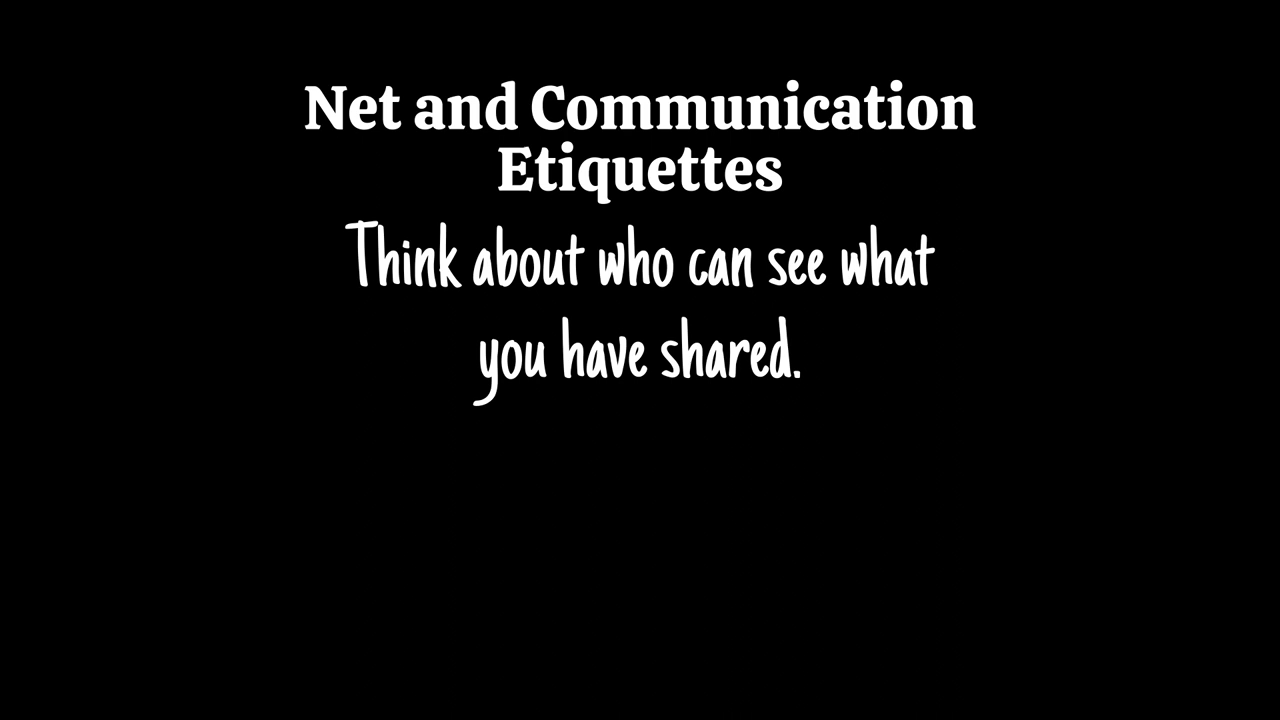 Net and Communication
Etiquettes
Think about who can see what
you have shared.